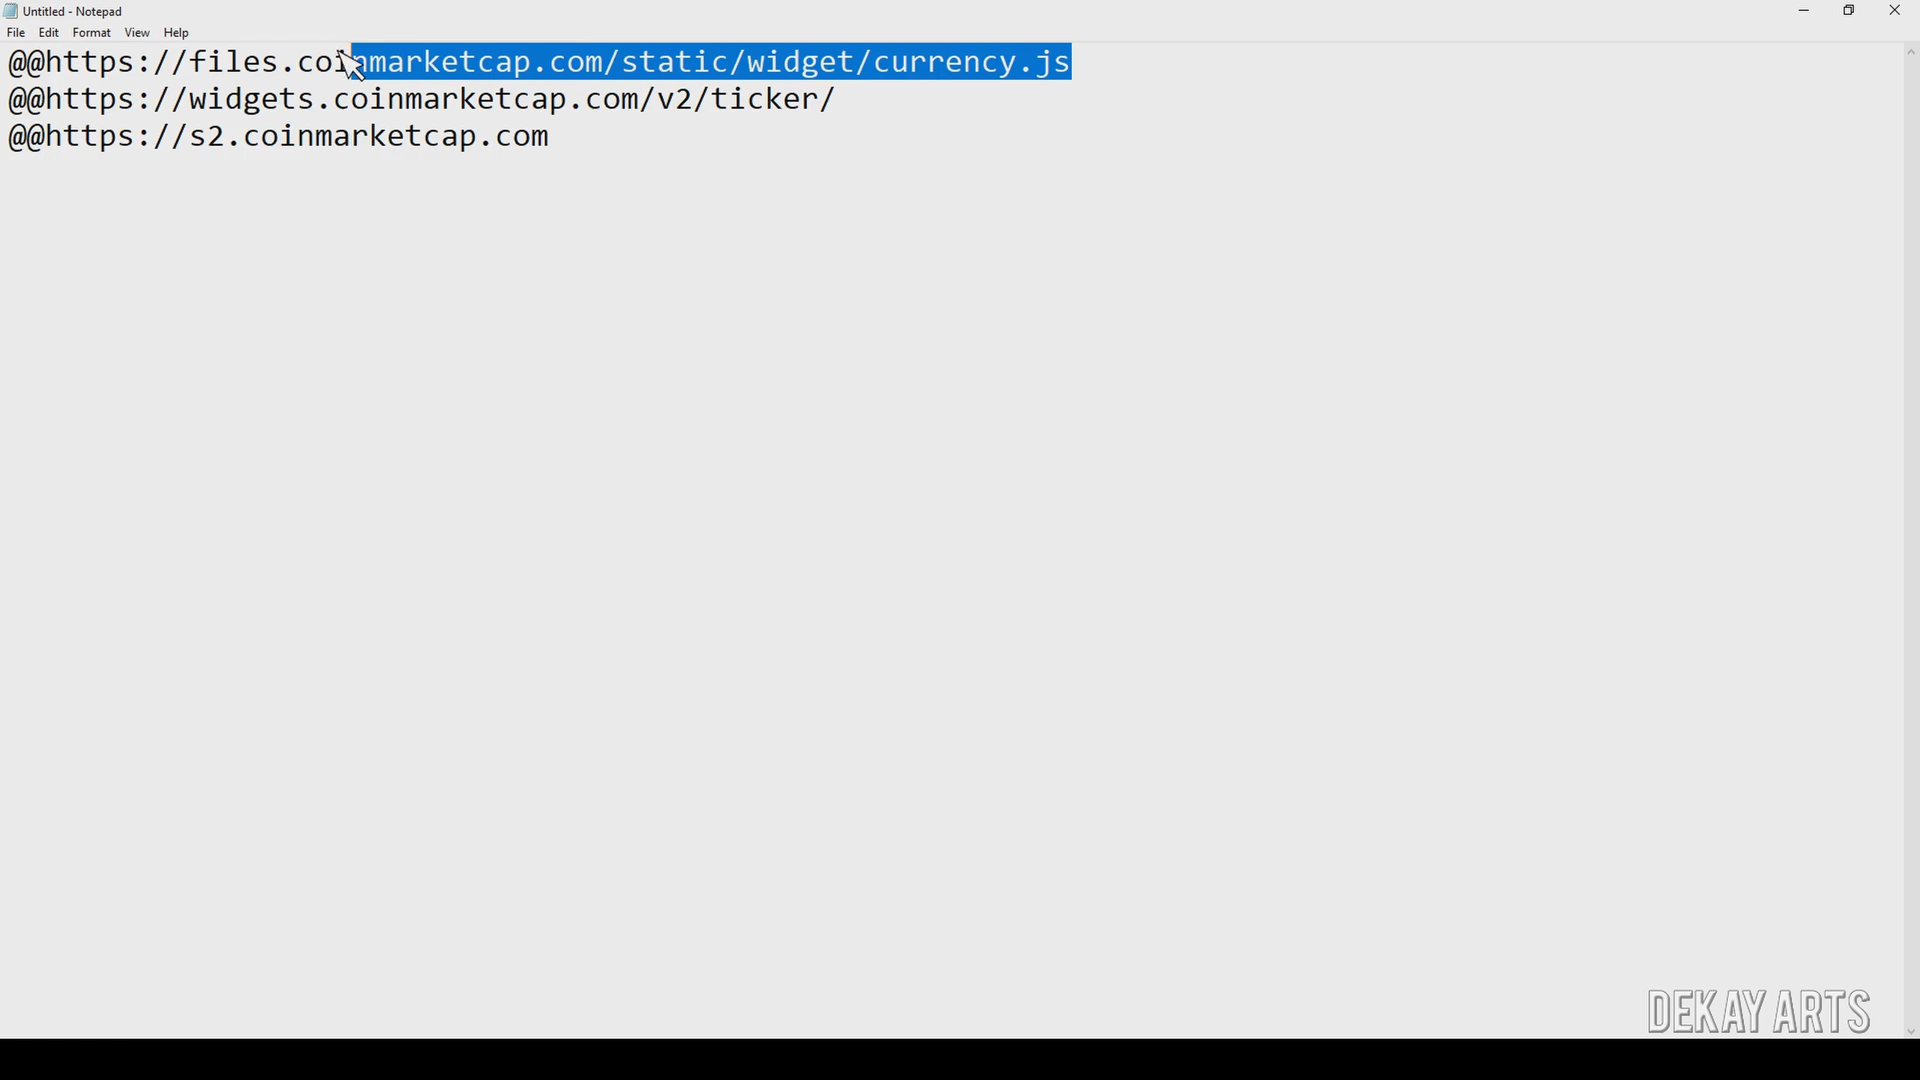 Untitled - Notepad
File Edit Format View Help
@@https://files.coinmarketcap.com/static/widget/currency.js
@@https://widgets.coinmarketcap.com/v2/ticker/
@@https://s2.coinmarketcap.com
DEKAY ARTS